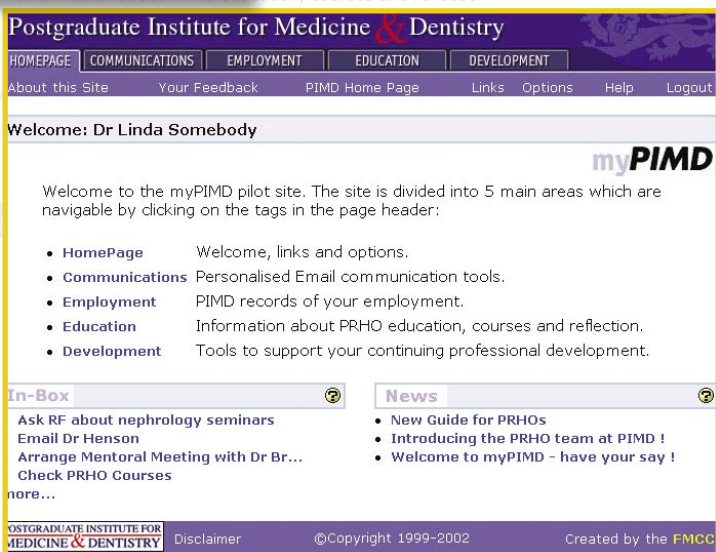 Postgraduate Institute for Medicine & Dentistry
HOMEPAGE COMMUNICATIONS EMPLOYMENT EDUCATION DEVELOPMENT
About this Site Your Feedback PIMD Home Page Links Options Help Logout
Welcome: Dr Linda Somebody
myPIMD
Welcome to the myPIMD pilot site. The site is divided into 5 main areas which are
navigable by clicking on the tags in the page header:
• HomePage Welcome, links and options.
• Communications Personalised Email communication tools.
• Employment PIMD records of your employment.
• Education Information about PRHO education, courses and reflection.
• Development Tools to support your continuing professional development.
In-Box ?
Ask RF about nephrology seminars
Email Dr Henson
Arrange Mentoral Meeting with Dr Br...
Check PRHO Courses
more...
News ?
• New Guide for PRHOs
• Introducing the PRHO team at PIMD !
• Welcome to myPIMD - have your say !
POSTGRADUATE INSTITUTE FOR
MEDICINE & DENTISTRY
Disclaimer ©Copyright 1999-2002 Created by the FMCC